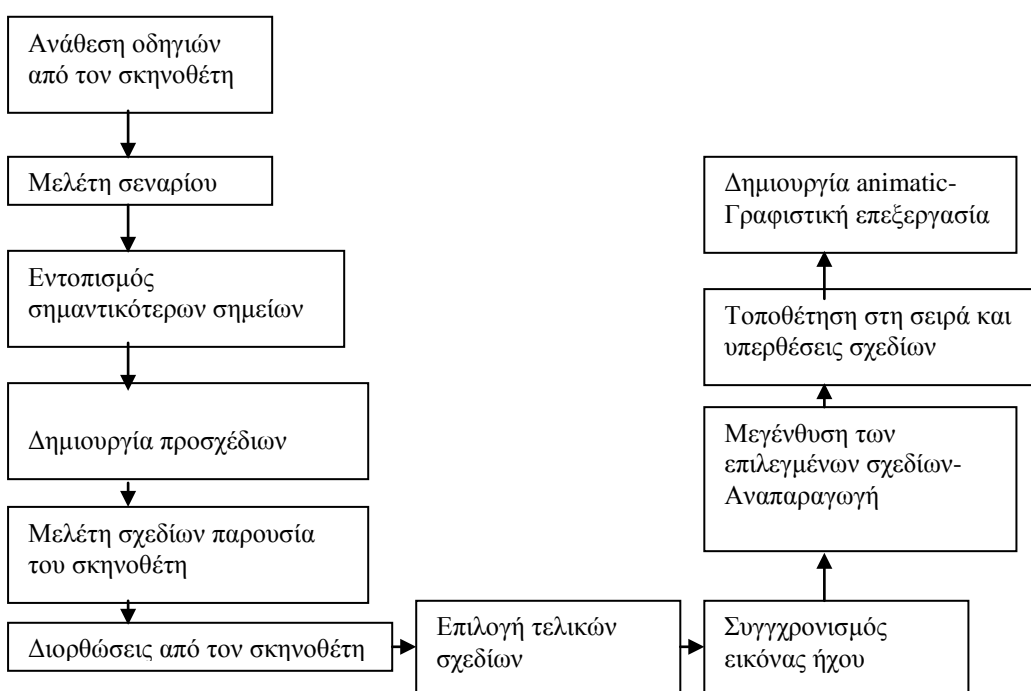 Ανάθεση οδηγιών
από τον σκηνοθέτη
Μελέτη σεναρίου
Εντοπισμός
σημαντικότερων σημείων
Δημιουργία προσχέδιων
Μελέτη σχεδίων παρουσία
του σκηνοθέτη
Διορθώσεις από τον σκηνοθέτη
Επιλογή τελικών
σχεδίων
Συγγχρονισμός
εικόνας ήχου
Μεγένθυση των
επιλεγμένων σχεδίων-
Αναπαραγωγή
Τοποθέτηση στη σειρά και
υπερθέσεις σχεδίων
Δημιουργία animatic-
Γραφιστική επεξεργασία